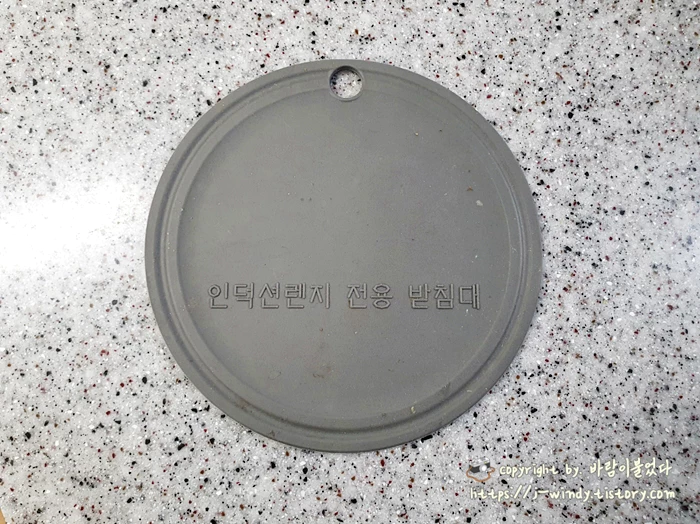 인덕션렌지 전용 받침대
copyright by. 바람이불었다
https://j-windy.tistory.com